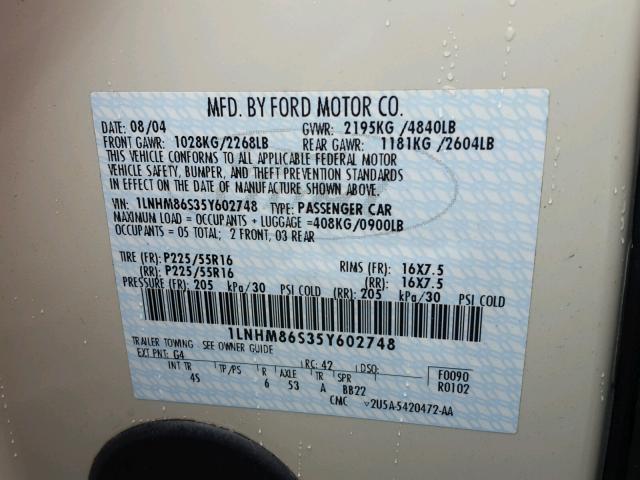 MFD. BY FORD MOTOR CO.
DATE: 08/04 GVWR: 2195KG /4840LB
FRONT GAWR: 1028KG/2268LB REAR GAWR: 1181KG /2604LB
THIS VEHICLE CONFORMS TO ALL APPLICABLE FEDERAL MOTOR
VEHICLE SAFETY, BUMPER, AND THEFT PREVENTION STANDARDS
IN EFFECT ON THE DATE OF MANUFACTURE SHOWN ABOVE.
VIN: 1LNHM86S35Y602748 TYPE: PASSENGER CAR
MAXIMUM LOAD = OCCUPANTS + LUGGAGE =408KG/0900LB
OCCUPANTS = 05 TOTAL; 2 FRONT, 03 REAR
TIRE (FR): P225/55R16 RIMS (FR): 16X7.5
(RR): P225/55R16 (RR): 16X7.5
PRESSURE (FR): 205 kPa/30 PSI COLD (RR): 205 kPa/30 PSI COLD
1LNHM86S35Y602748
TRAILER TOWING - SEE OWNER GUIDE
EXT PNT: G4 RC: 42 DSO: F0090
INT TR TP/PS R AXLE TR SPR R0102
45 6 53 A BB22
CMC 2U5A-5420472-AA